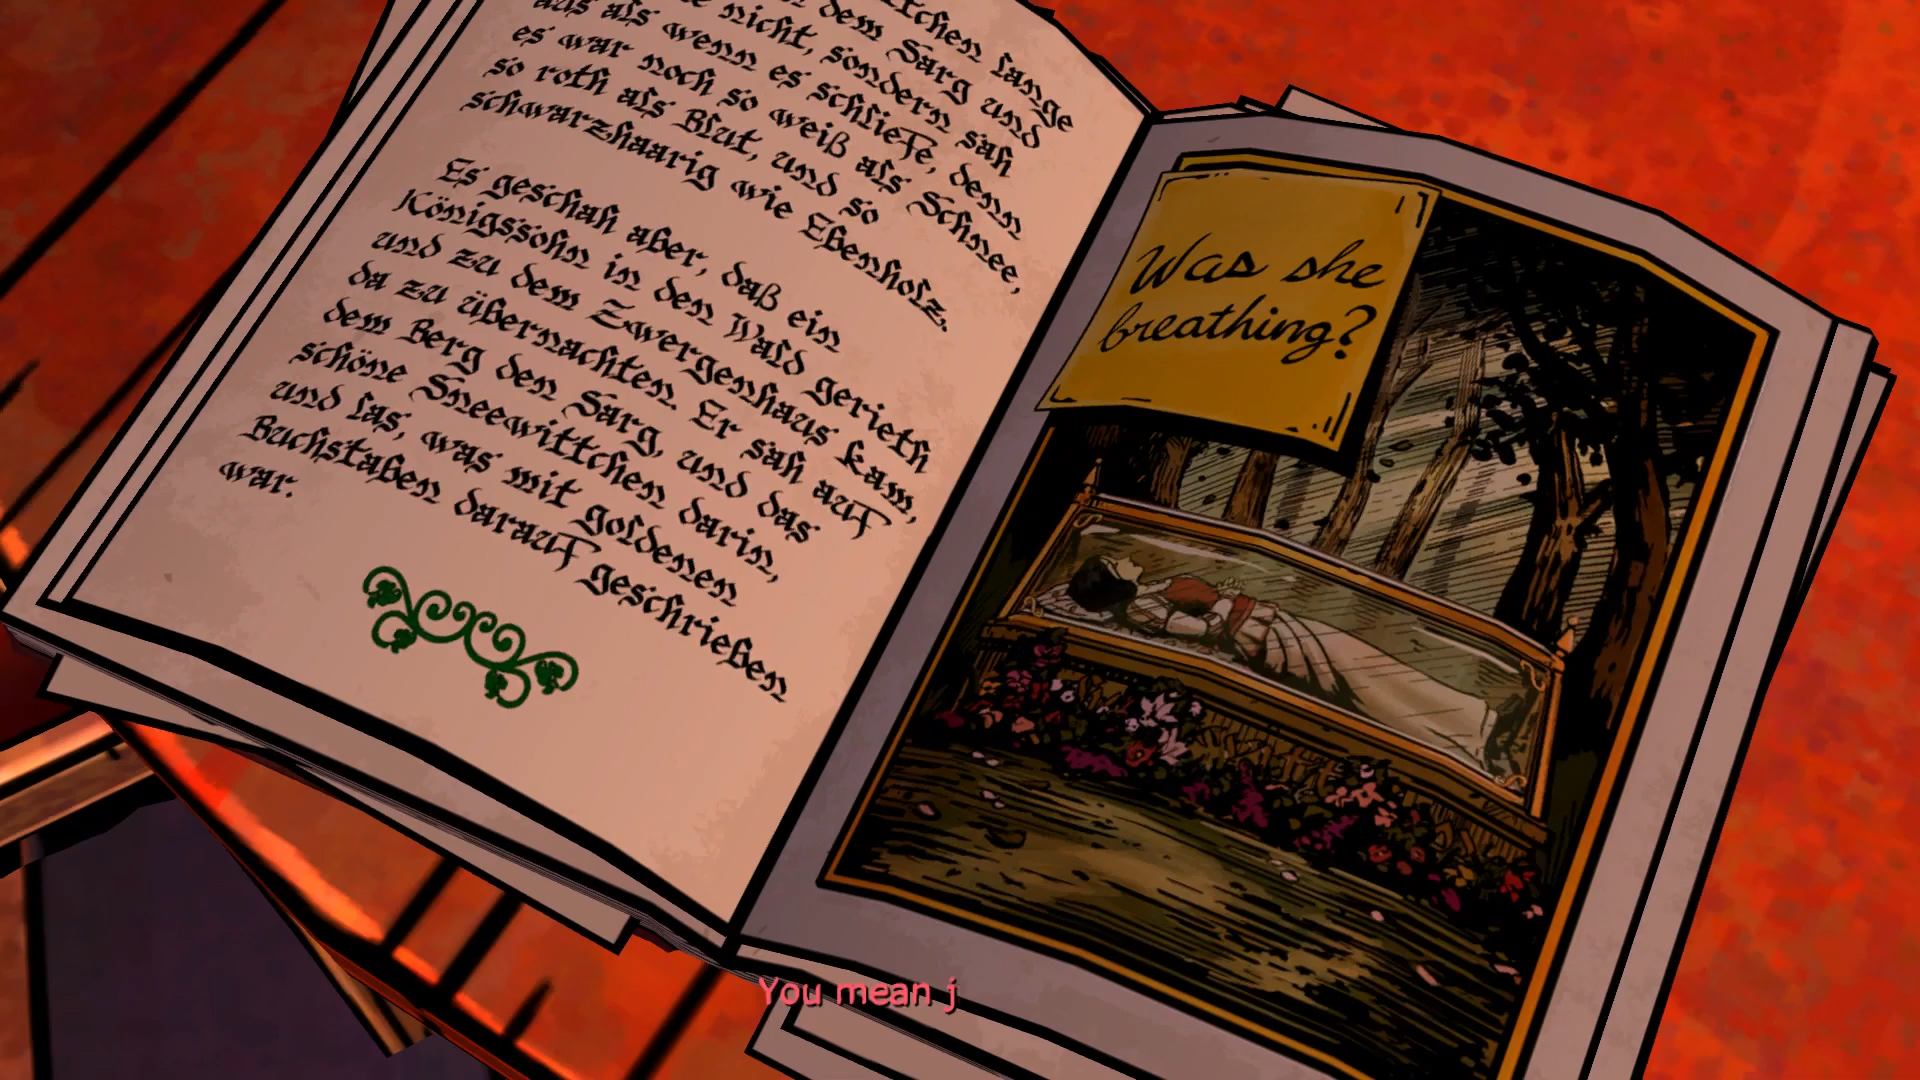 dem Sarg und
nicht, sondern sah
aus als wenn es schliefe, denn
es war noch so weiß als Schnee,
so roth als Blut, und so
schwarzhaarig wie Ebenholz.
Es geschah aber, daß ein
Königssohn in den Wald gerieth
und zu dem Zwergenhaus kam,
da zu übernachten. Er sah auf
dem Berg den Sarg, und das
schöne Sneewittchen darin,
und las, was mit goldenen
Buchstaben darauf geschrieben
war.
Was she
breathing?
You mean j